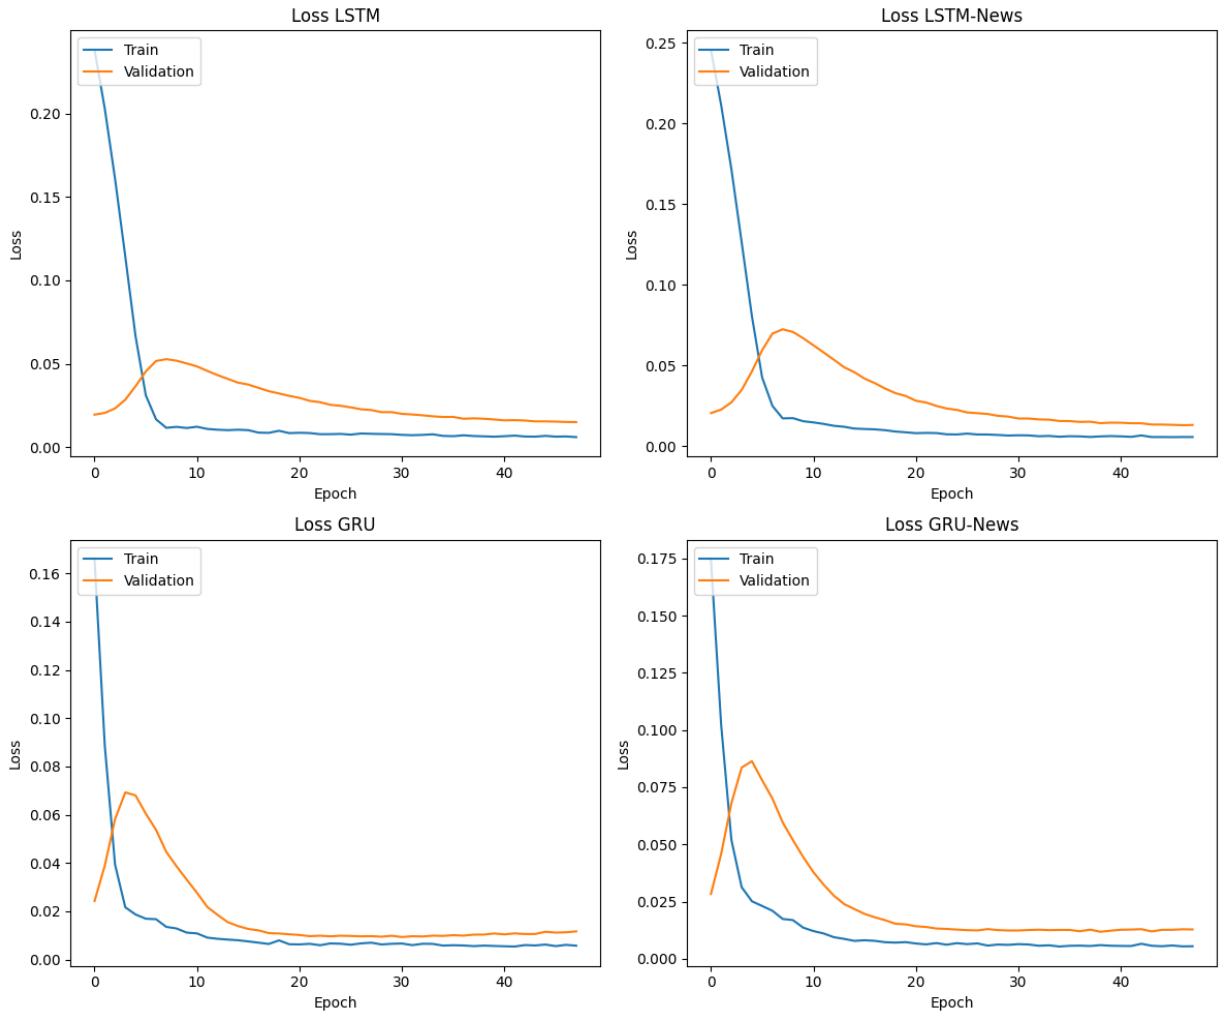 Loss LSTM
Train
Validation
0.20
0.15
0.10
0.05
0.00
Loss
0 10 20 30 40
Epoch
Loss LSTM-News
Train
Validation
0.25
0.20
0.15
0.10
0.05
0.00
Loss
0 10 20 30 40
Epoch
Loss GRU
Train
Validation
0.16
0.14
0.12
0.10
0.08
0.06
0.04
0.02
0.00
Loss
0 10 20 30 40
Epoch
Loss GRU-News
Train
Validation
0.175
0.150
0.125
0.100
0.075
0.050
0.025
0.000
Loss
0 10 20 30 40
Epoch